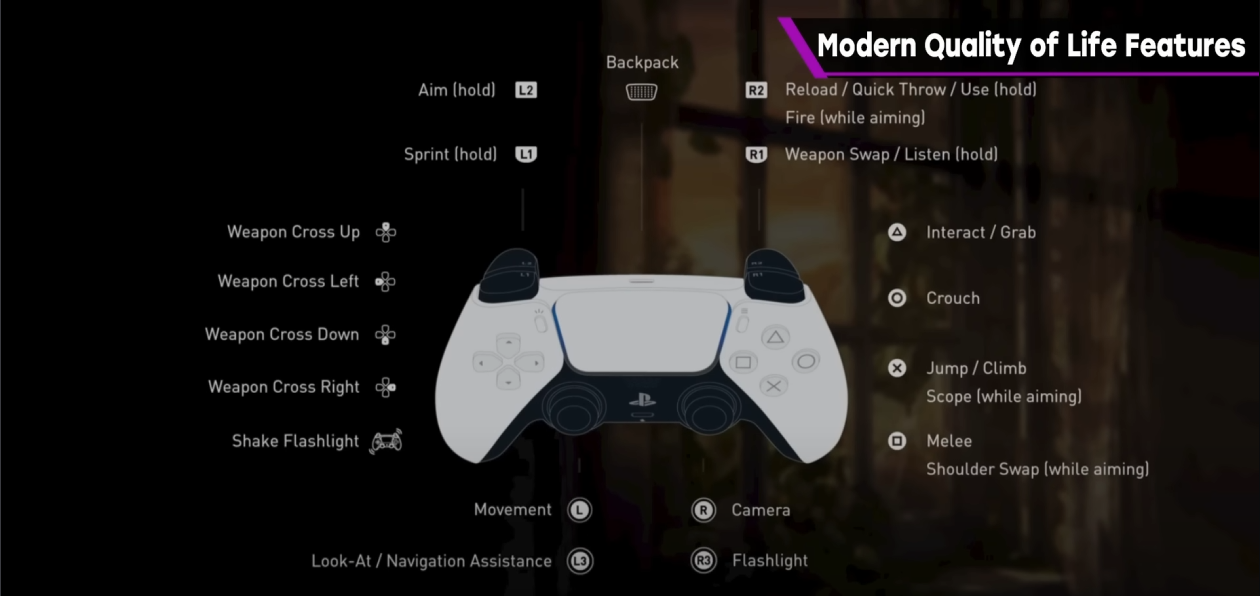 Modern Quality of Life Features
Backpack
Aim (hold) L2
R2 Reload / Quick Throw / Use (hold)
Fire (while aiming)
Sprint (hold) L1
R1 Weapon Swap / Listen (hold)
Weapon Cross Up
Interact / Grab
Weapon Cross Left
Crouch
Weapon Cross Down
Jump / Climb
Weapon Cross Right
Scope (while aiming)
Shake Flashlight
Melee
Shoulder Swap (while aiming)
Movement L
R Camera
Look-At / Navigation Assistance L3
R3 Flashlight